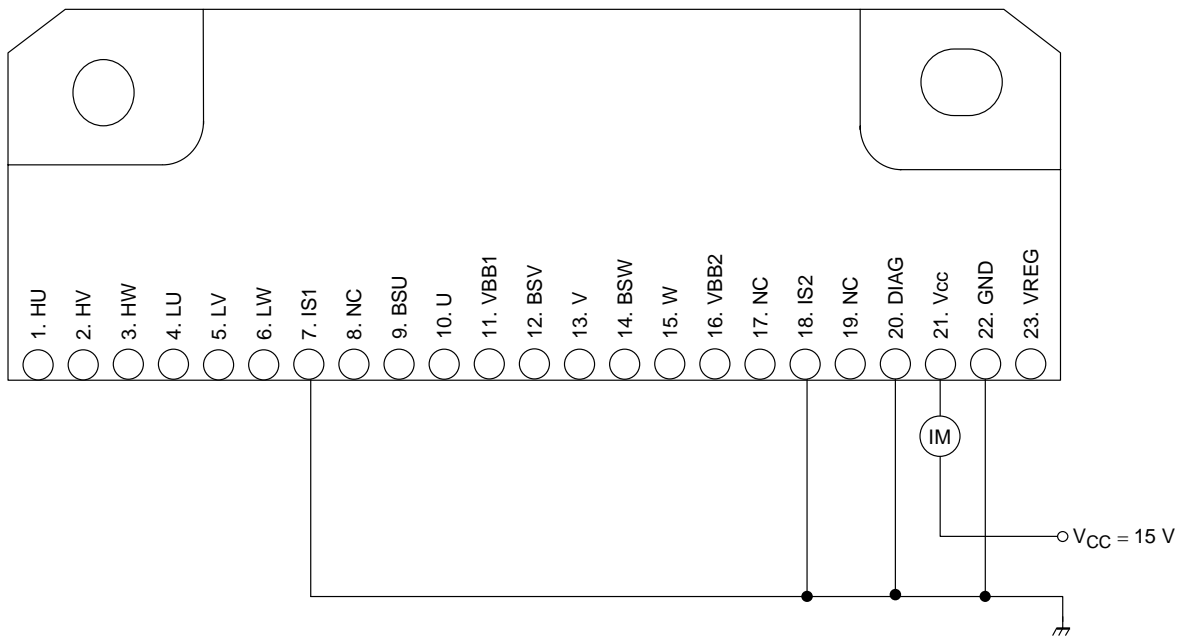 1. HU
2. HV
3. HW
4. LU
5. LV
6. LW
7. IS1
8. NC
9. BSU
10. U
11. VBB1
12. BSV
13. V
14. BSW
15. W
16. VBB2
17. NC
18. IS2
19. NC
20. DIAG
21. Vcc
22. GND
23. VREG
IM
VCC = 15 V